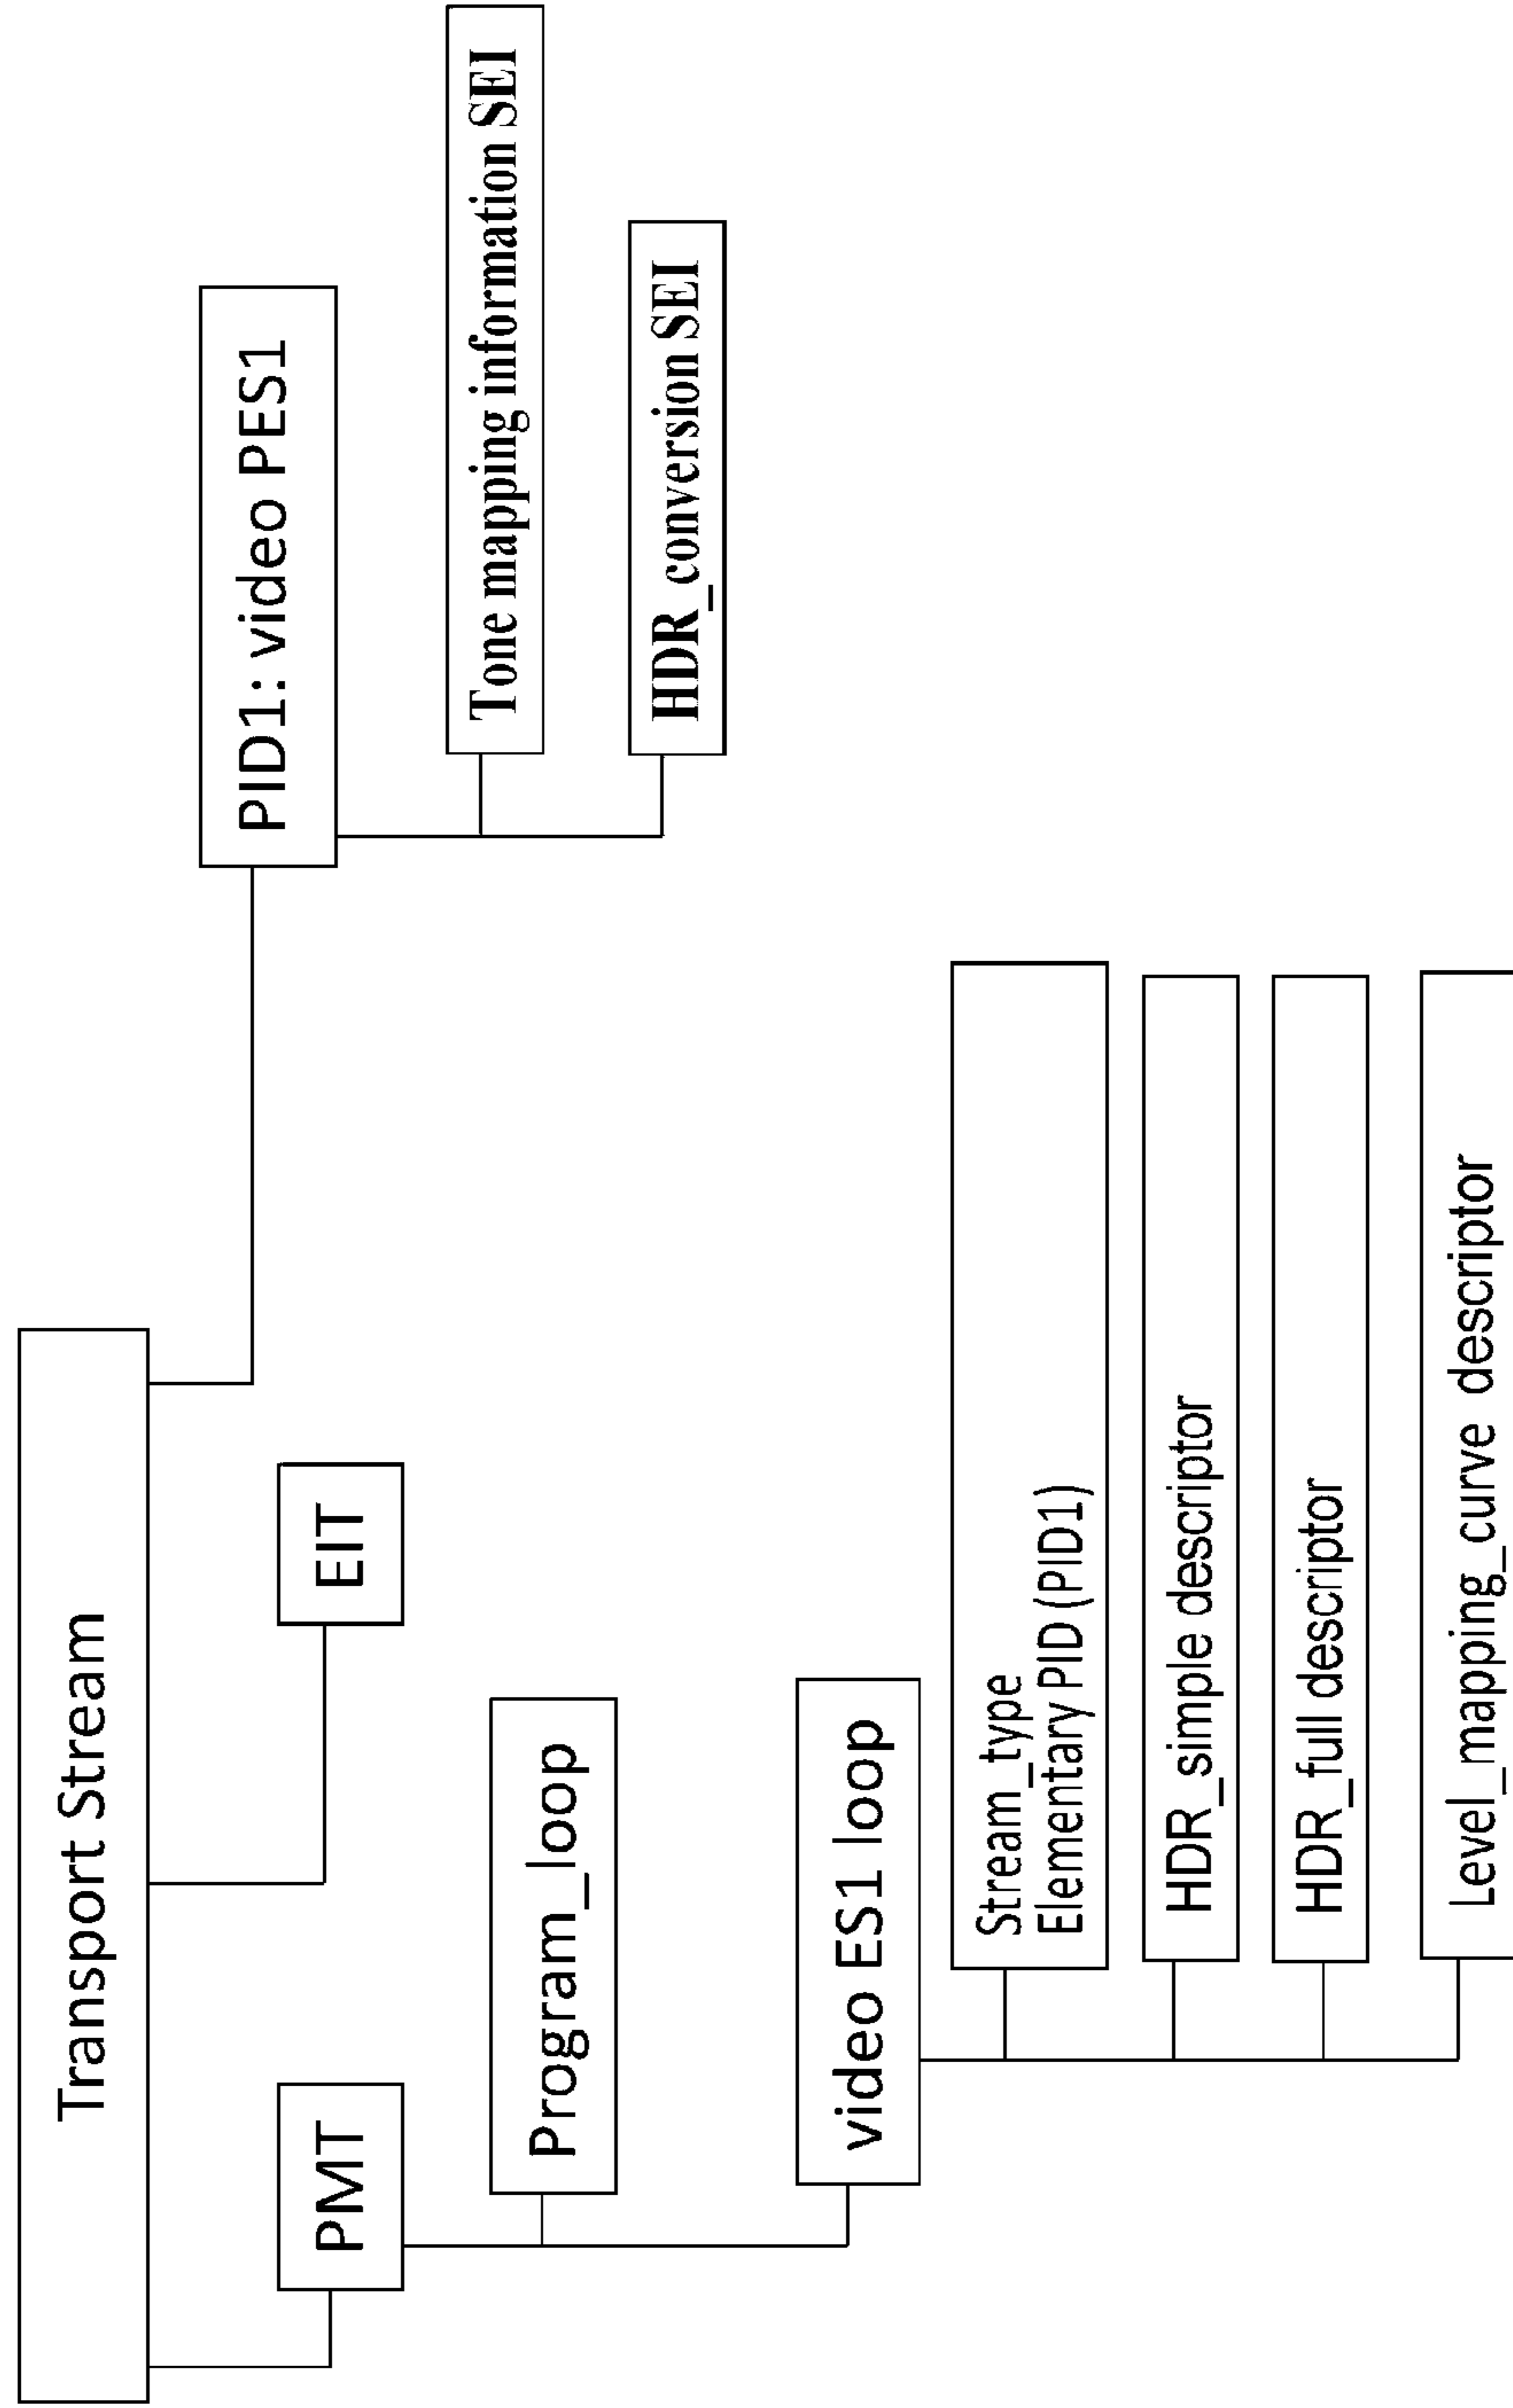 Transport Stream
PMT
EIT
PID1: video PES1
Program_loop
Tone mapping information SEI
HDR_conversion SEI
video ES1 loop
Stream_type
Elementary PID (PID1)
HDR_simple descriptor
HDR_full descriptor
Level_mapping_curve descriptor